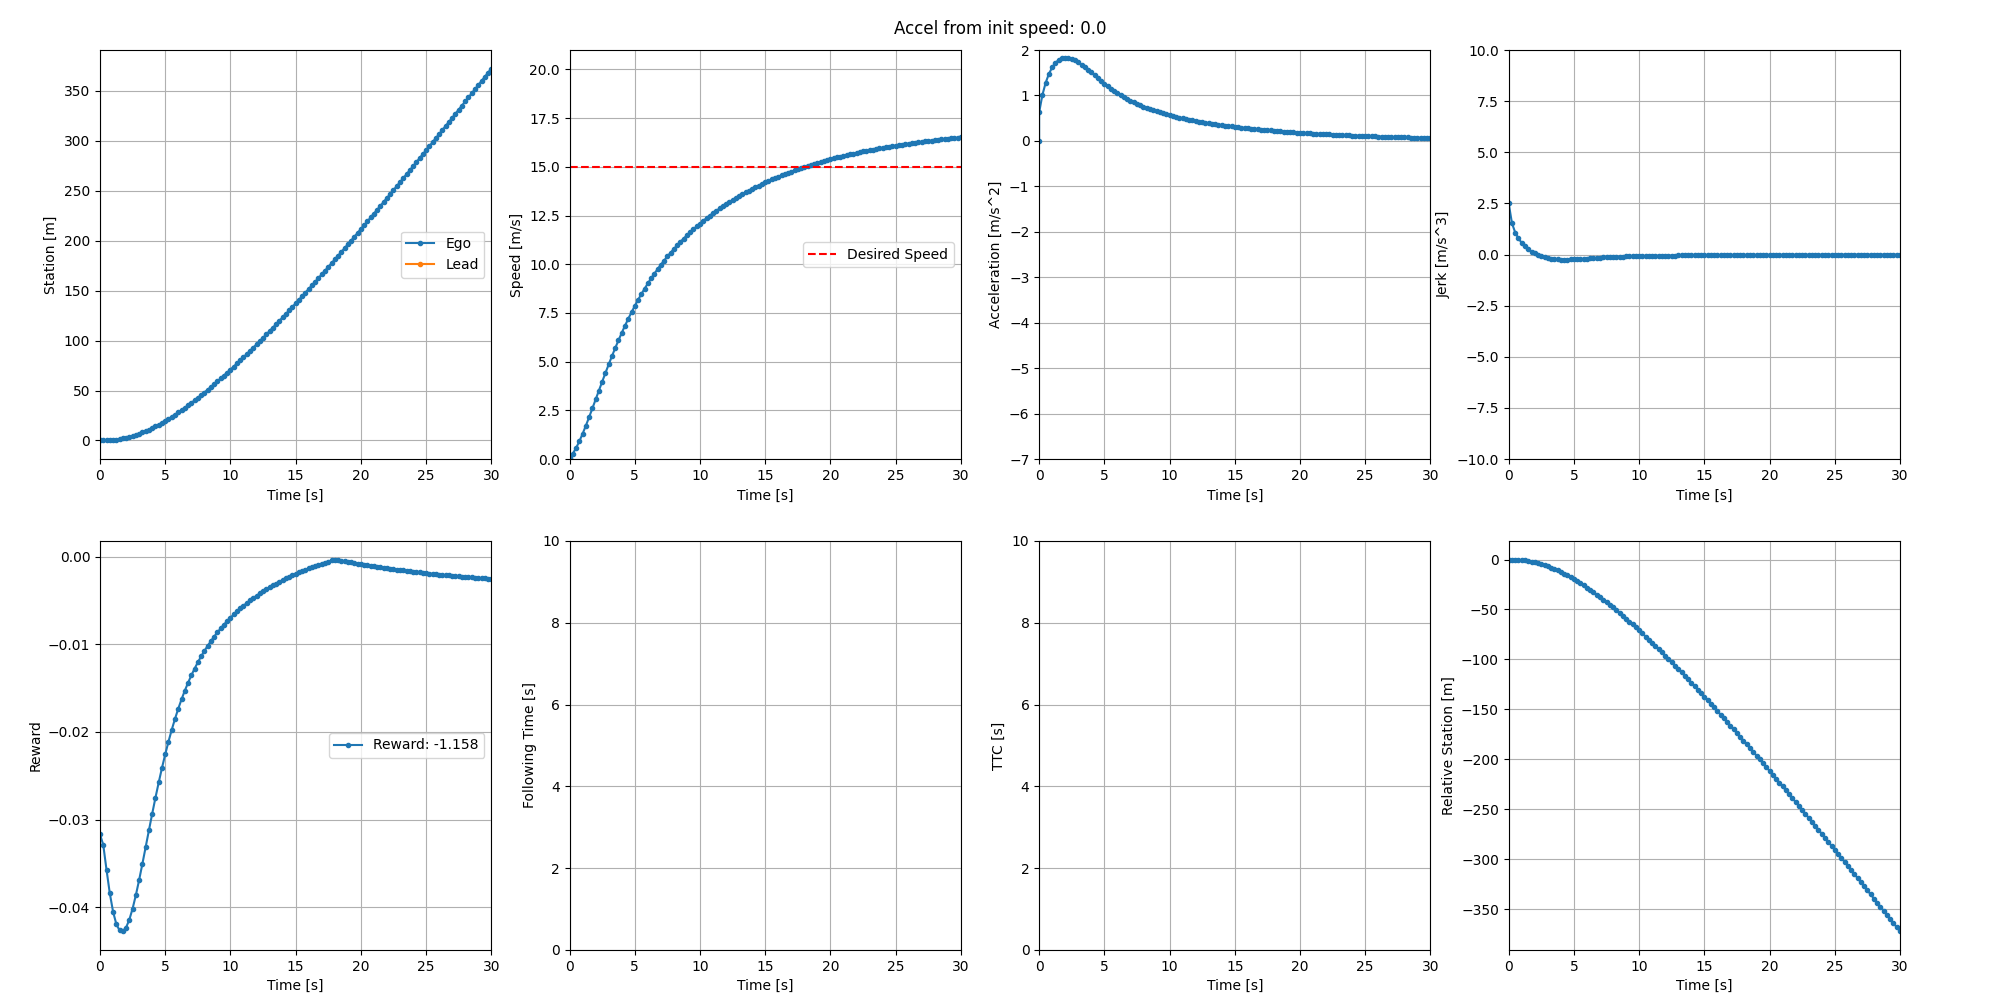 Accel from init speed: 0.0
350
300
250
200
150
100
50
0
Station [m]
Ego
Lead
0 5 10 15 20 25 30
Time [s]
20.0
17.5
15.0
12.5
10.0
7.5
5.0
2.5
0.0
Speed [m/s]
Desired Speed
0 5 10 15 20 25 30
Time [s]
2
1
0
−1
−2
−3
−4
−5
−6
−7
Acceleration [m/s^2]
0 5 10 15 20 25 30
Time [s]
10.0
7.5
5.0
2.5
0.0
−2.5
−5.0
−7.5
−10.0
Jerk [m/s^3]
0 5 10 15 20 25 30
Time [s]
0.00
−0.01
−0.02
−0.03
−0.04
Reward
Reward: -1.158
0 5 10 15 20 25 30
Time [s]
10
8
6
4
2
0
Following Time [s]
0 5 10 15 20 25 30
Time [s]
10
8
6
4
2
0
TTC [s]
0 5 10 15 20 25 30
Time [s]
0
−50
−100
−150
−200
−250
−300
−350
Relative Station [m]
0 5 10 15 20 25 30
Time [s]